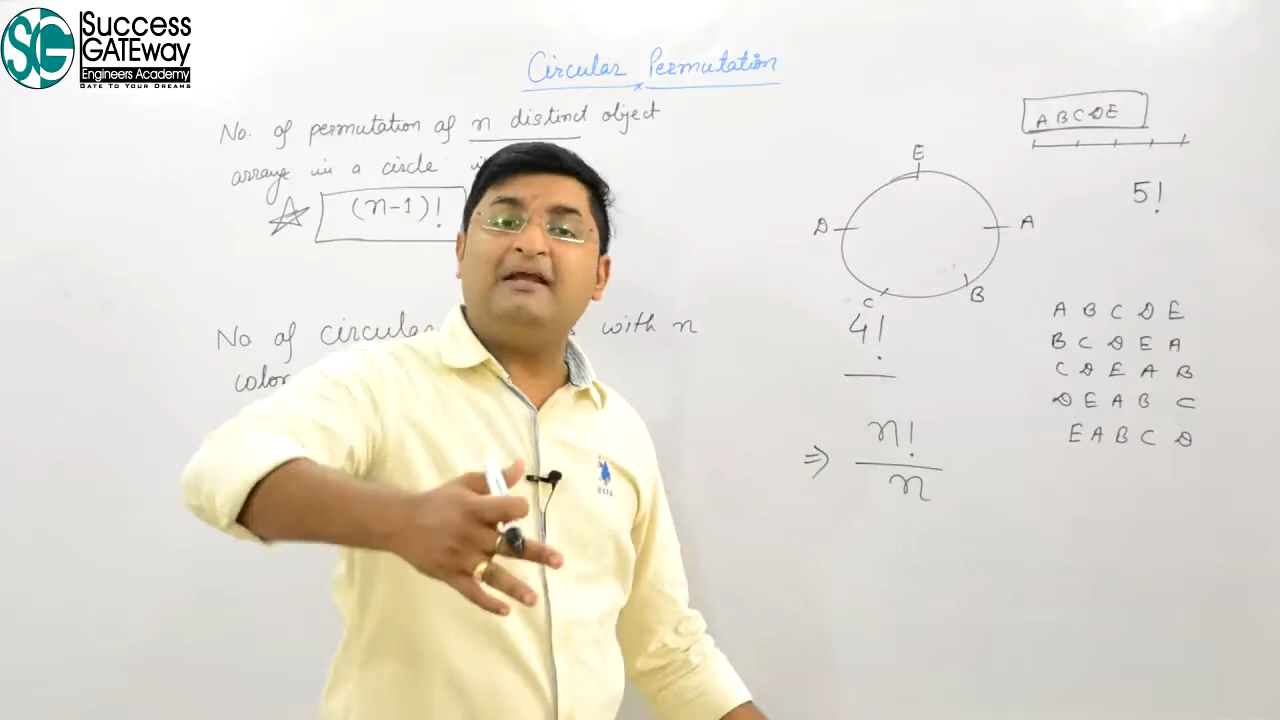 Success
GATEway
Engineers Academy
GATE TO YOUR DREAMS
Circular Permutation
No. of permutation of n distinct object
arrange in a circle
(n-1)!
No of circular with n
E
D
A
C
B
4!
⇒ n!
n
A B C D E
5!
A B C D E
B C D E A
C D E A B
D E A B C
E A B C D